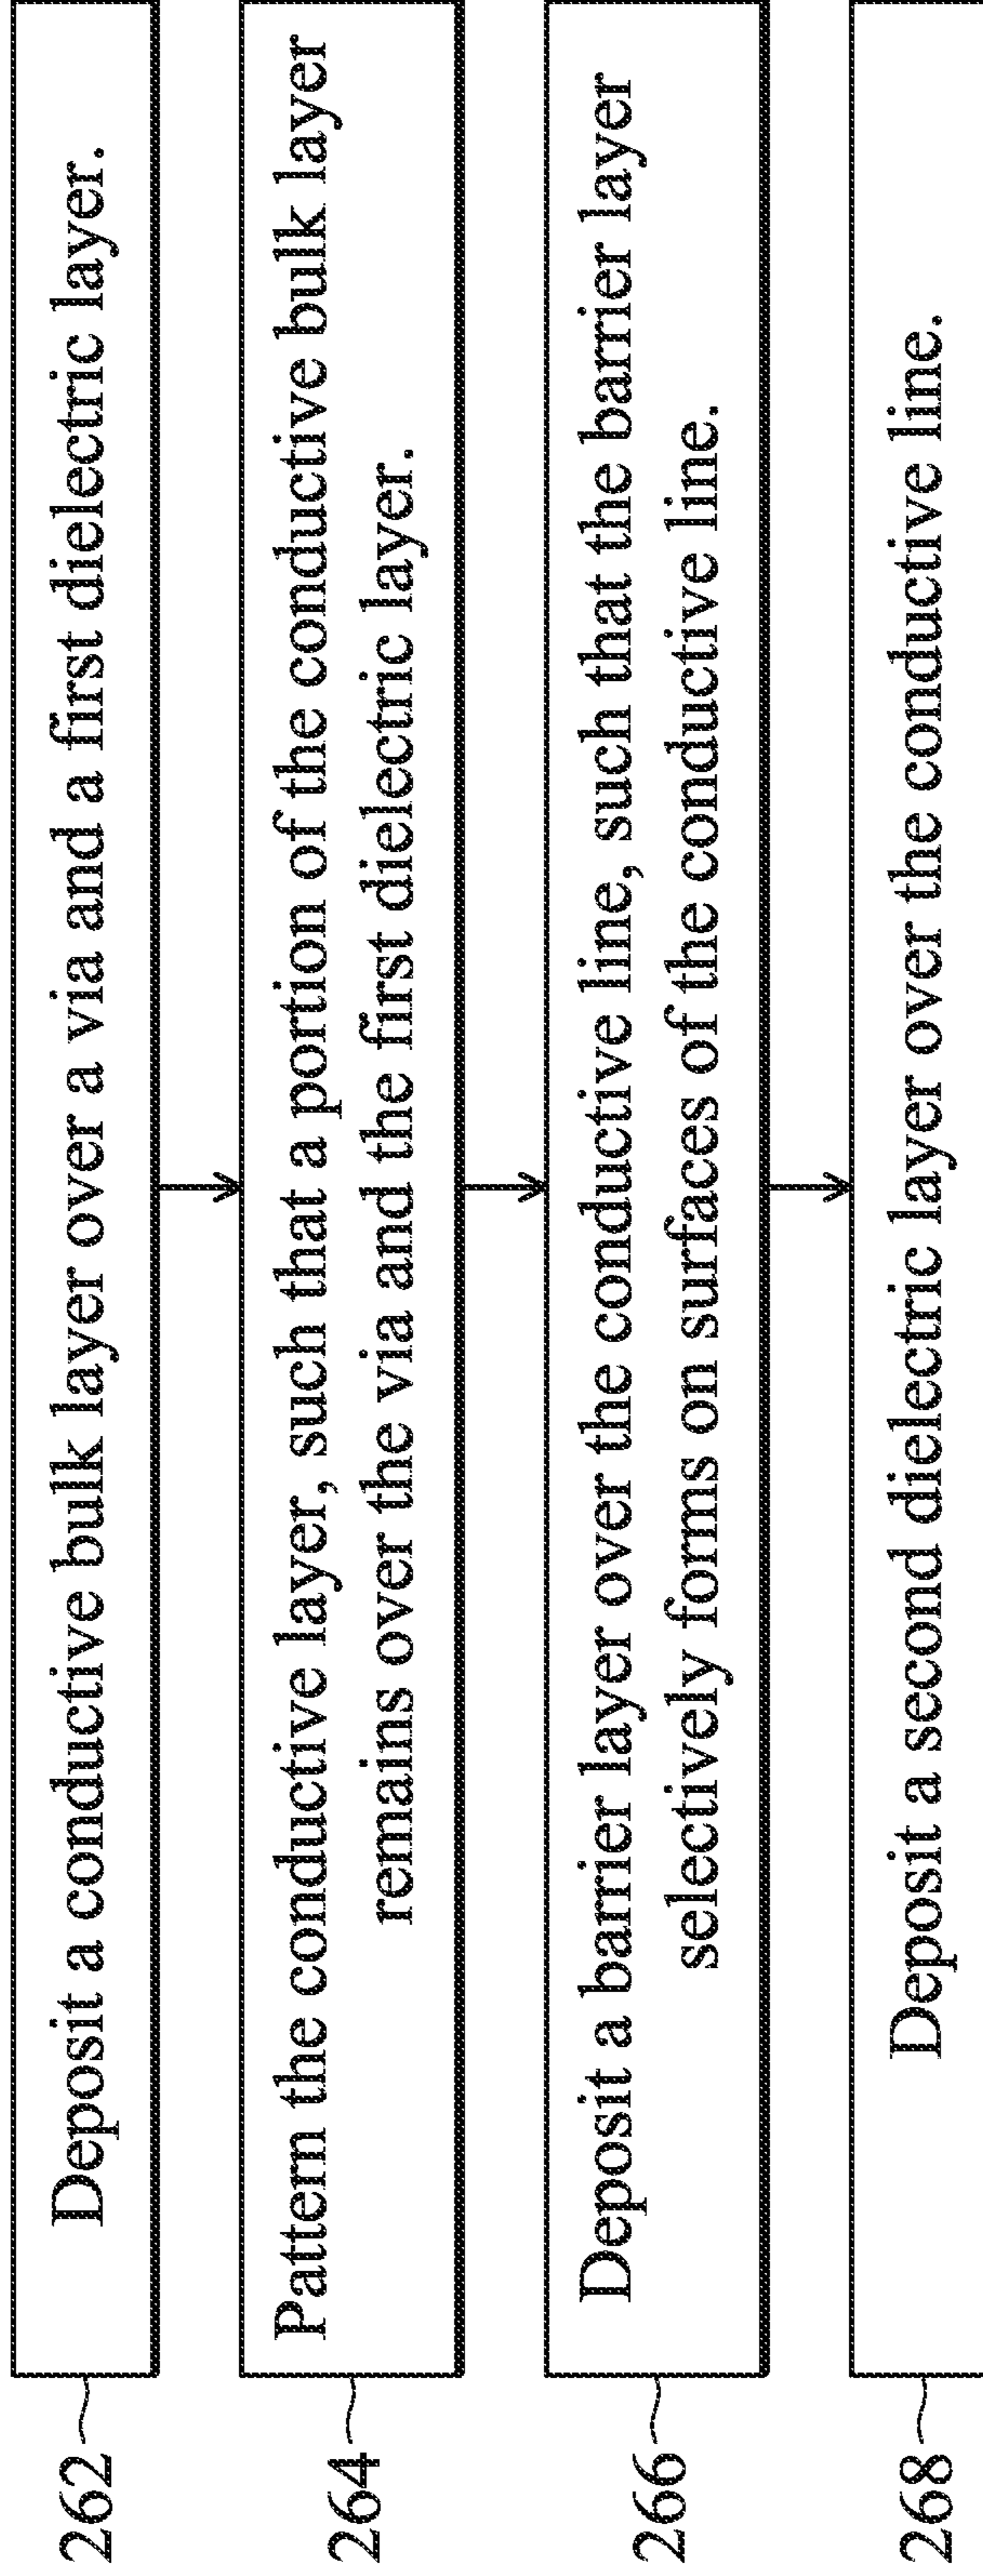 262
Deposit a conductive bulk layer over a via and a first dielectric layer.
264
Pattern the conductive layer, such that a portion of the conductive bulk layer
remains over the via and the first dielectric layer.
266
Deposit a barrier layer over the conductive line, such that the barrier layer
selectively forms on surfaces of the conductive line.
268
Deposit a second dielectric layer over the conductive line.